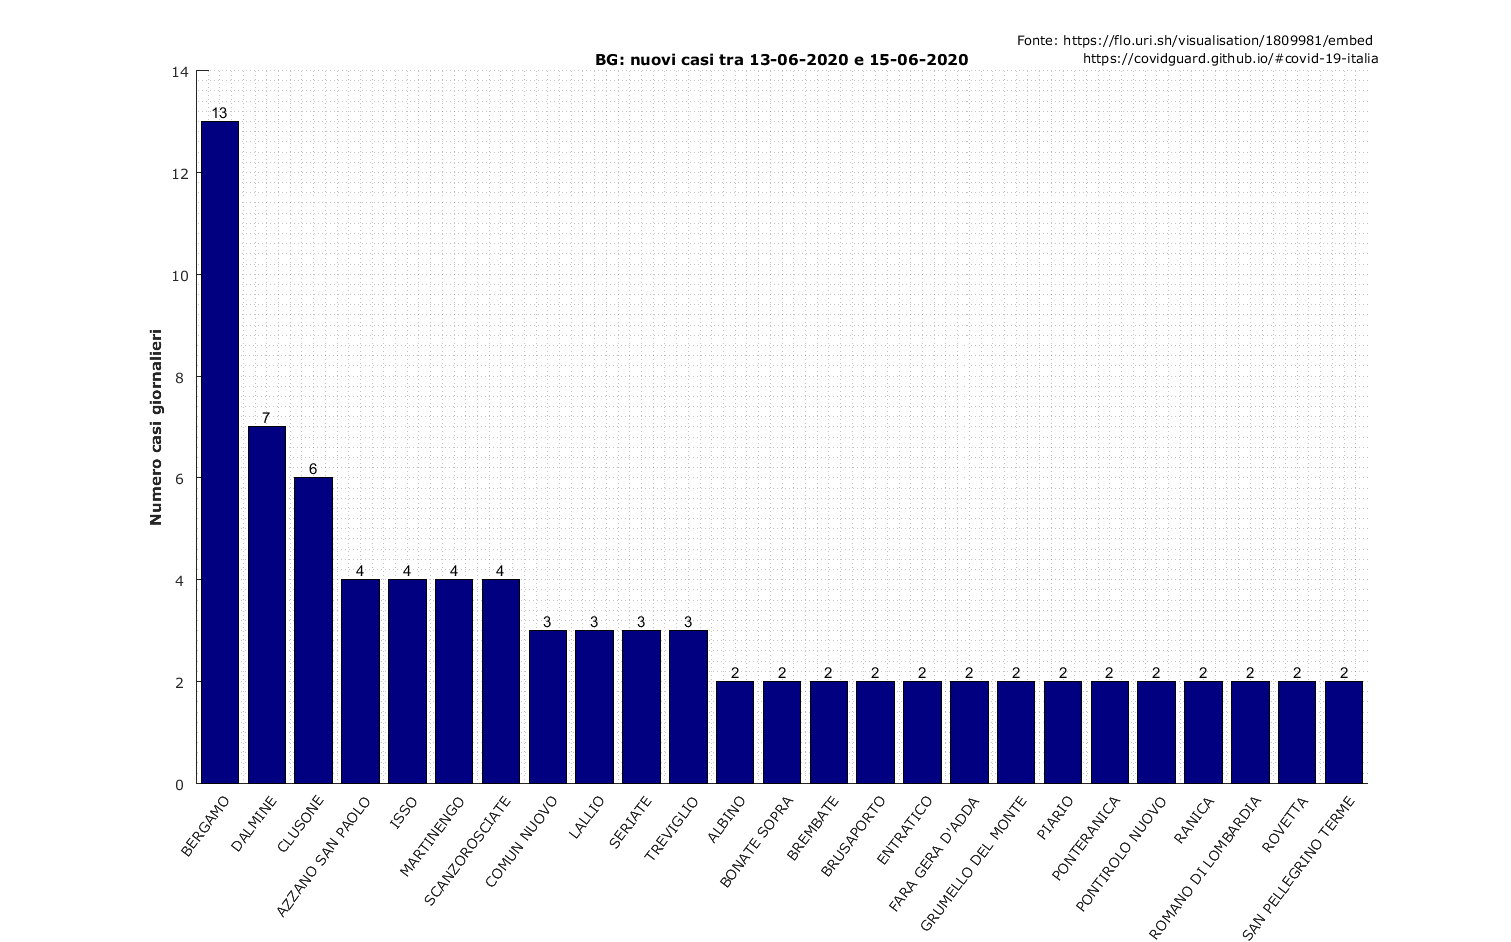 Fonte: https://flo.uri.sh/visualisation/1809981/embed
https://covidguard.github.io/#covid-19-italia
BG: nuovi casi tra 13-06-2020 e 15-06-2020
Numero casi giornalieri
14
12
10
8
6
4
2
0
13
7
6
4
4
4
4
3
3
3
3
2
2
2
2
2
2
2
2
2
2
2
2
2
2
BERGAMO
DALMINE
CLUSONE
AZZANO SAN PAOLO
ISSO
MARTINENGO
SCANZOROSCIATE
COMUN NUOVO
LALLIO
SERIATE
TREVIGLIO
ALBINO
BONATE SOPRA
BREMBATE
BRUSAPORTO
ENTRATICO
FARA GERA D'ADDA
GRUMELLO DEL MONTE
PIARIO
PONTERANICA
PONTIROLO NUOVO
RANICA
ROMANO DI LOMBARDIA
ROVETTA
SAN PELLEGRINO TERME